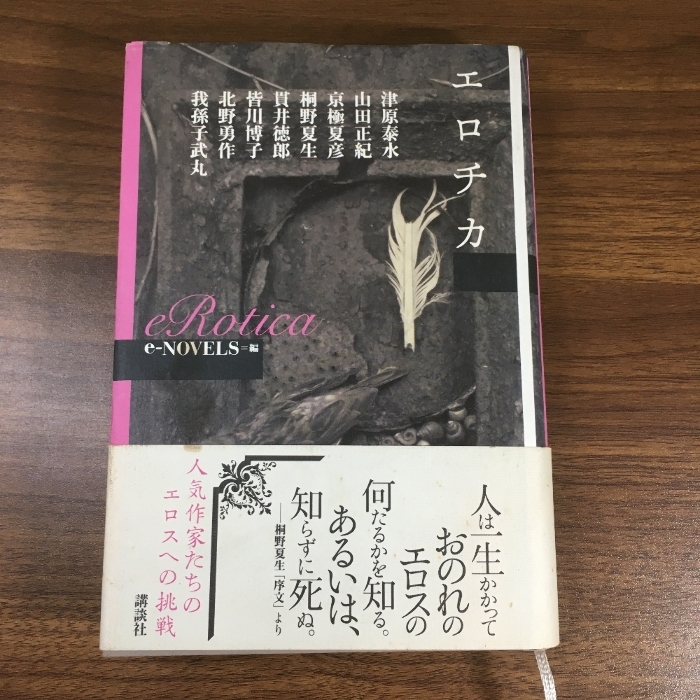 エロチカ
津原泰水
山田正紀
京極夏彦
桐野夏生
貫井徳郎
皆川博子
北野勇作
我孫子武丸
eRotica
e-NOVELS=編
人は一生かかって
おのれの
エロスの
何たるかを知る。
あるいは、
知らずに死ぬ。
──桐野夏生「序文」より
人気作家たちの
エロスへの挑戦
講談社